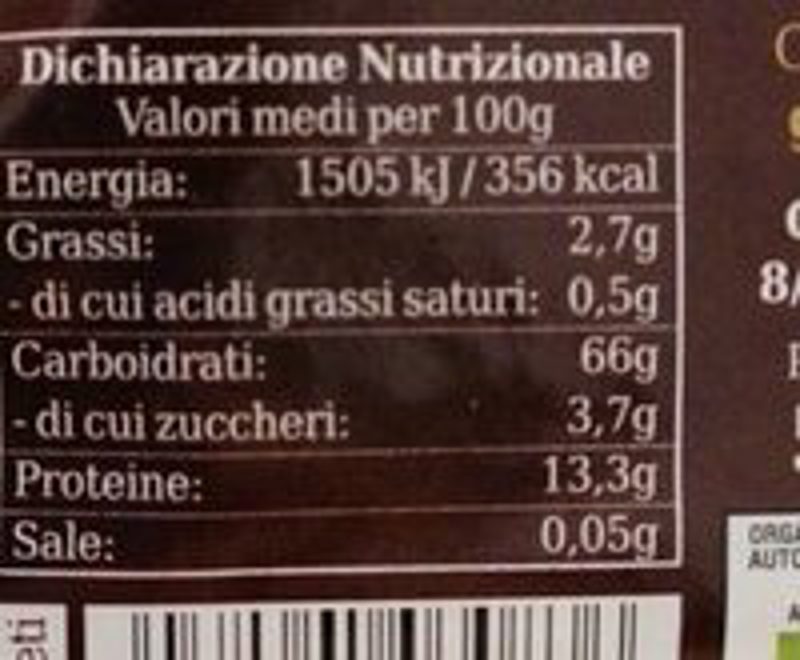 Dichiarazione Nutrizionale
Valori medi per 100g
Energia: 1505 kJ / 356 kcal
Grassi: 2,7g
- di cui acidi grassi saturi: 0,5g
Carboidrati: 66g
- di cui zuccheri: 3,7g
Proteine: 13,3g
Sale: 0,05g